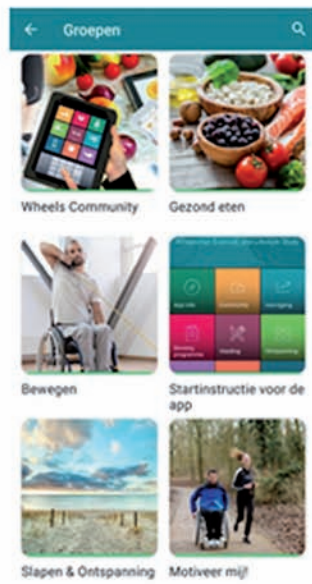 Groepen
Wheels Community
Gezond eten
Bewegen
Startinstructie voor de
app
Slapen & Ontspanning
Motiveer mij!